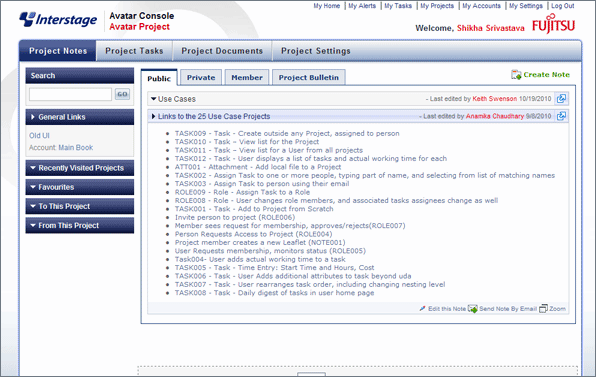 My Home | My Alerts | My Tasks | My Projects | My Accounts | My Settings | Log Out
Interstage
Avatar Console
Avatar Project
Welcome, Shikha Srivastava
FUJITSU
Project Notes
Project Tasks
Project Documents
Project Settings
Search
GO
General Links
Old UI
Account: Main Book
Recently Visited Projects
Favourites
To This Project
From This Project
Public
Private
Member
Project Bulletin
Create Note
Use Cases - Last edited by Keith Swenson 10/19/2010
Links to the 25 Use Case Projects - Last edited by Anamika Chaudhary 9/8/2010
TASK009 - Task - Create outside any Project, assigned to person
TASK010 - Task – View list for the Project
TASK011 - Task - View list for a User from all projects
TASK012 - Task - User displays a list of tasks and actual working time for each
ATT001 - Attachment - Add local file to a Project
TASK002 - Assign Task to one or more people, typing part of name, and selecting from list of matching names
TASK003 - Assign Task to person using their email
ROLE009 - Role - Assign Task to a Role
ROLE008 - Role - User change role members, and associated tasks assignees change as well
TASK001 - Task - Add to Project from Scratch
Invite person to project (ROLE006)
Member sees request for membership, approves/rejects(ROLE007)
Person Requests Access to Project (ROLE004)
Project member creates a new Leaflet (NOTE001)
User Requests membership, monitors status (ROLE005)
Task004- User adds actual working time to a task
TASK005 - Task - Time Entry: Start Time and Hours, Cost
TASK006 - Task - User Adds additional attributes to task beyond uda
TASK007 - Task - User rearranges task order, including changing nesting level
TASK008 - Task - Daily digest of tasks in user home page
Edit this Note Send Note By Email Zoom